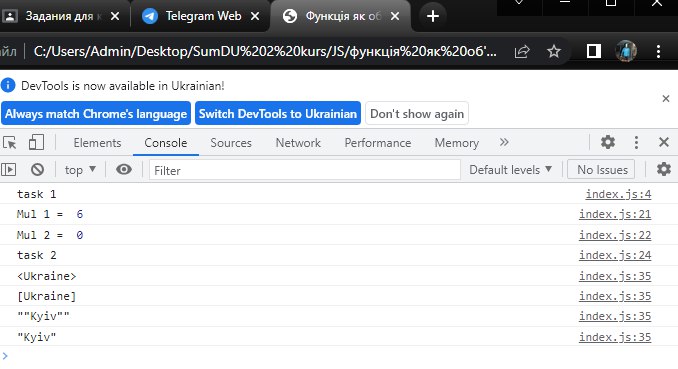 Задання для к
Telegram Web
Функція як об
айл
C:/Users/Admin/Desktop/SumDU%202%20kurs/JS/функція%20як%20об'...
DevTools is now available in Ukrainian!
Always match Chrome's language
Switch DevTools to Ukrainian
Don't show again
Elements
Console
Sources
Network
Performance
Memory
top
Filter
Default levels
No Issues
task 1 index.js:4
Mul 1 = 6 index.js:21
Mul 2 = 0 index.js:22
task 2 index.js:24
<Ukraine> index.js:35
[Ukraine] index.js:35
""Kyiv"" index.js:35
"Kyiv" index.js:35